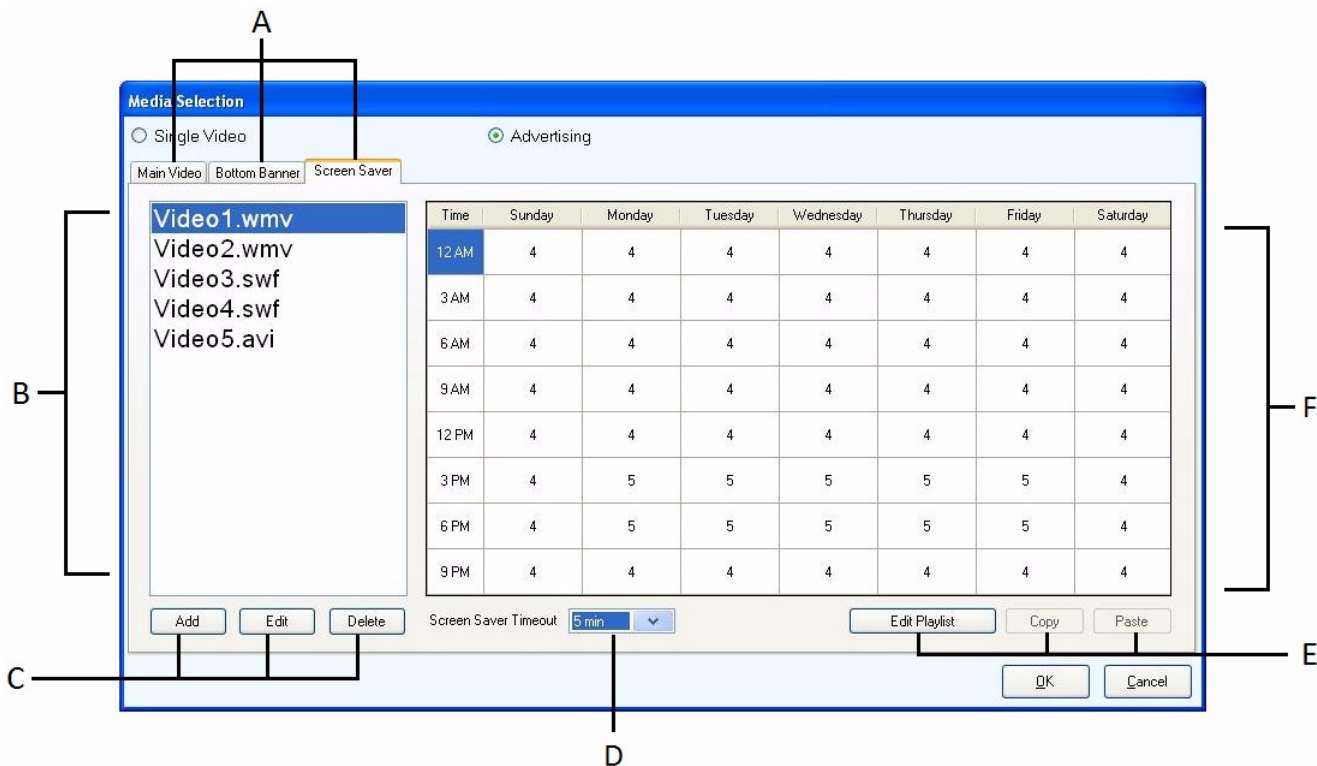 A
Media Selection
Single Video Advertising
Main Video Bottom Banner Screen Saver
Video1.wmv
Video2.wmv
Video3.swf
Video4.swf
Video5.avi
Time Sunday Monday Tuesday Wednesday Thursday Friday Saturday
12 AM 4 4 4 4 4 4 4
3 AM 4 4 4 4 4 4 4
6 AM 4 4 4 4 4 4 4
9 AM 4 4 4 4 4 4 4
12 PM 4 4 4 4 4 4 4
3 PM 4 5 5 5 5 5 4
6 PM 4 5 5 5 5 5 4
9 PM 4 4 4 4 4 4 4
B
F
Add Edit Delete Screen Saver Timeout 5 min Edit Playlist Copy Paste
E
C
OK Cancel
D